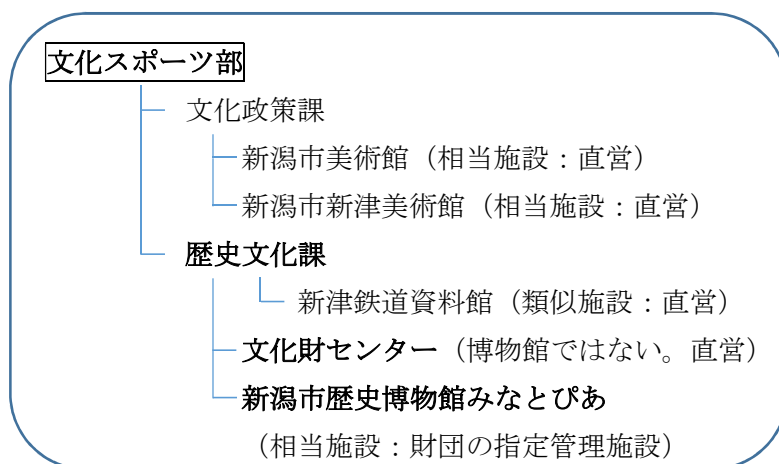 文化スポーツ部
文化政策課
新潟市美術館（相当施設：直営）
新潟市新津美術館（相当施設：直営）
歴史文化課
新津鉄道資料館（類似施設：直営）
文化財センター（博物館ではない。直営）
新潟市歴史博物館みなとぴあ
（相当施設：財団の指定管理施設）